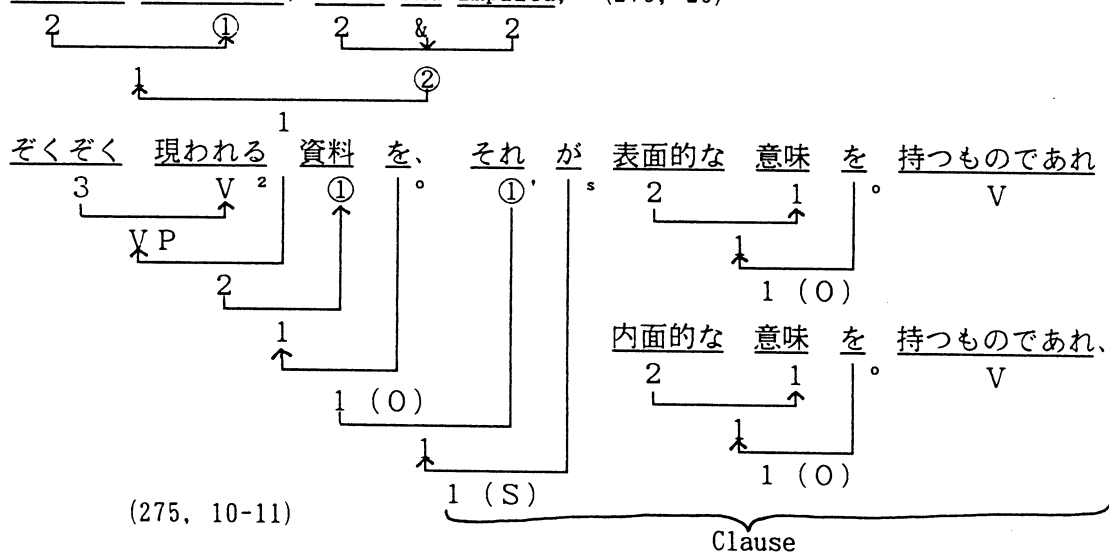 implied, (275, 10)
2 ① 2 & 2
1 ②
1
ぞくぞく 現われる 資料 を、 それ が 表面的な 意味 を 持つものであれ
3 V ² ① ₒ ①' ₛ 2 1 ₒ V
VP 1
2 1 (O)
1 内面的な 意味 を 持つものであれ、
2 1 ₒ V
1 (O)
1 1
1 (S) 1 (O)
(275, 10-11)
Clause